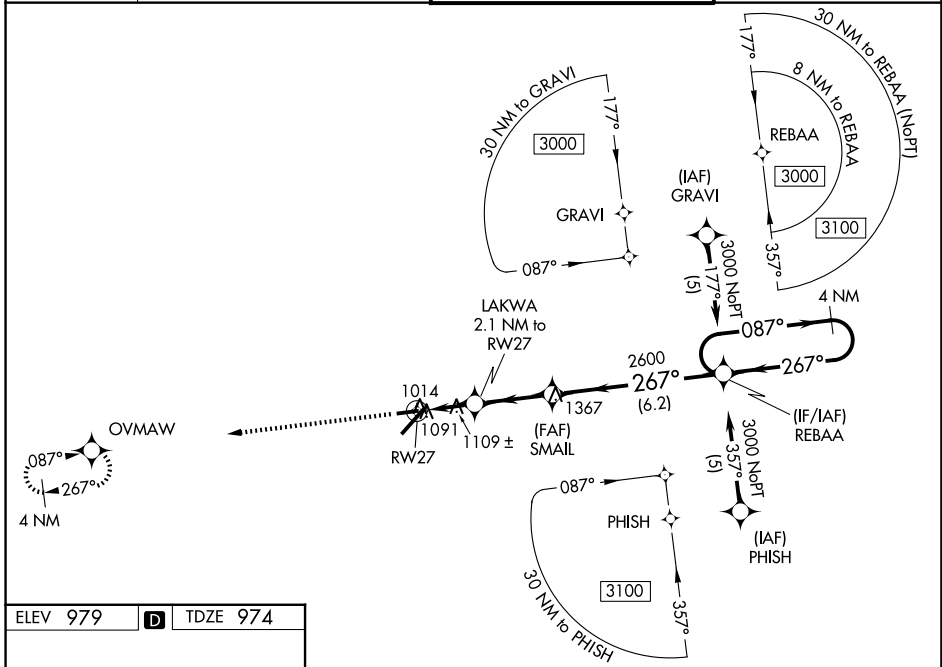 30 NM to GRAVI
177°
3000
GRAVI
087°
30 NM to REBAA (NoPT)
177°
8 NM to REBAA
REBAA
3000
3100
357°
(IAF)
GRAVI
3000 NoPT
177°
(5)
4 NM
087°
267°
LAKWA
2.1 NM to
RW27
2600
267°
(6.2)
1014
1367
1091
1109 ±
(FAF)
SMAIL
RW27
(IF/IAF)
REBAA
OVMAW
087°
267°
4 NM
3000 NoPT
357°
(5)
(IAF)
PHISH
087°
PHISH
3100
357°
30 NM to PHISH
ELEV 979 D TDZE 974